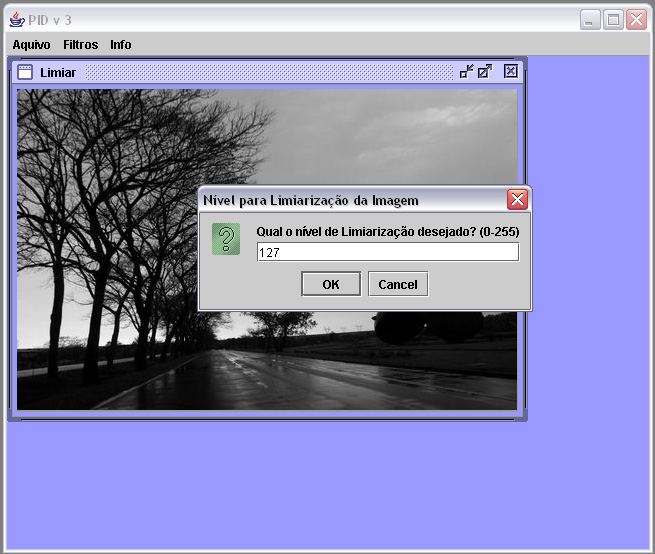 PID v 3
Aquivo Filtros Info
Limiar
Nível para Limiarização da Imagem
Qual o nível de Limiarização desejado? (0-255)
127
OK Cancel